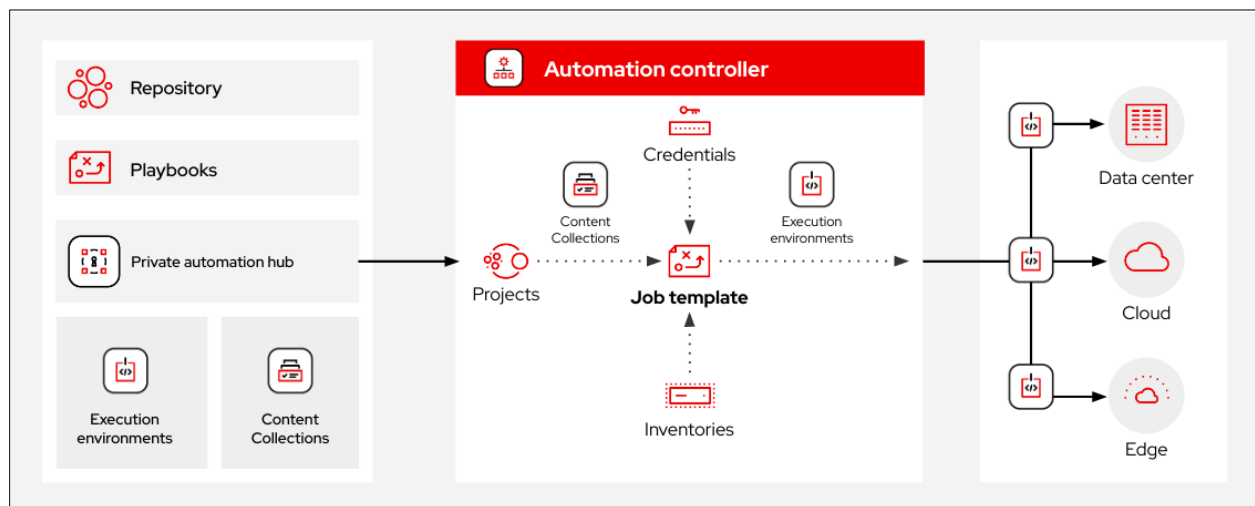 Repository
Playbooks
Private automation hub
Execution
environments
Content
Collections
Automation controller
Credentials
Content
Collections
Execution
environments
Projects
Job template
Inventories
Data center
Cloud
Edge